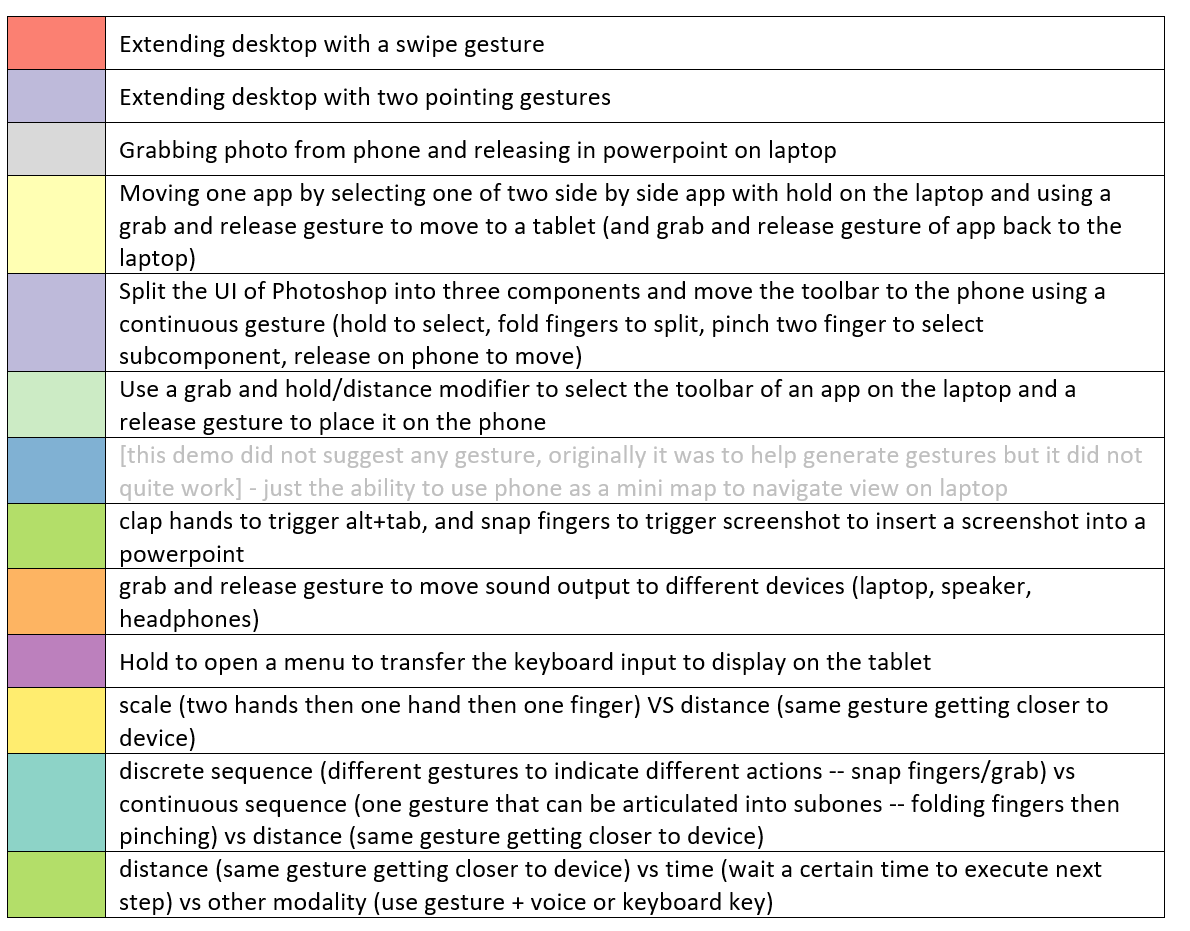 Extending desktop with a swipe gesture
Extending desktop with two pointing gestures
Grabbing photo from phone and releasing in powerpoint on laptop
Moving one app by selecting one of two side by side app with hold on the laptop and using a
grab and release gesture to move to a tablet (and grab and release gesture of app back to the
laptop)
Split the UI of Photoshop into three components and move the toolbar to the phone using a
continuous gesture (hold to select, fold fingers to split, pinch two finger to select
subcomponent, release on phone to move)
Use a grab and hold/distance modifier to select the toolbar of an app on the laptop and a
release gesture to place it on the phone
[this demo did not suggest any gesture, originally it was to help generate gestures but it did not
quite work] - just the ability to use phone as a mini map to navigate view on laptop
clap hands to trigger alt+tab, and snap fingers to trigger screenshot to insert a screenshot into a
powerpoint
grab and release gesture to move sound output to different devices (laptop, speaker,
headphones)
Hold to open a menu to transfer the keyboard input to display on the tablet
scale (two hands then one hand then one finger) VS distance (same gesture getting closer to
device)
discrete sequence (different gestures to indicate different actions -- snap fingers/grab) vs
continuous sequence (one gesture that can be articulated into subones -- folding fingers then
pinching) vs distance (same gesture getting closer to device)
distance (same gesture getting closer to device) vs time (wait a certain time to execute next
step) vs other modality (use gesture + voice or keyboard key)